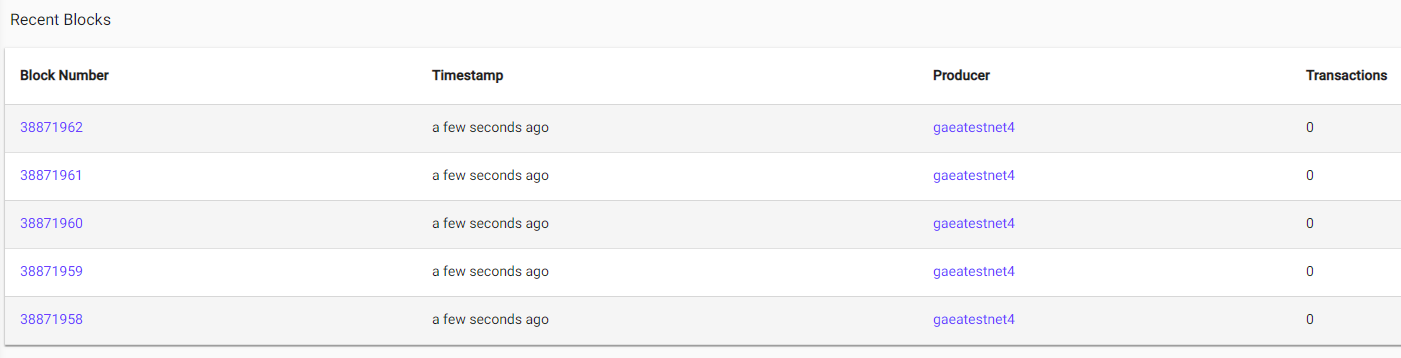 Recent Blocks
Block Number Timestamp Producer Transactions
38871962 a few seconds ago gaeatestnet4 0
38871961 a few seconds ago gaeatestnet4 0
38871960 a few seconds ago gaeatestnet4 0
38871959 a few seconds ago gaeatestnet4 0
38871958 a few seconds ago gaeatestnet4 0